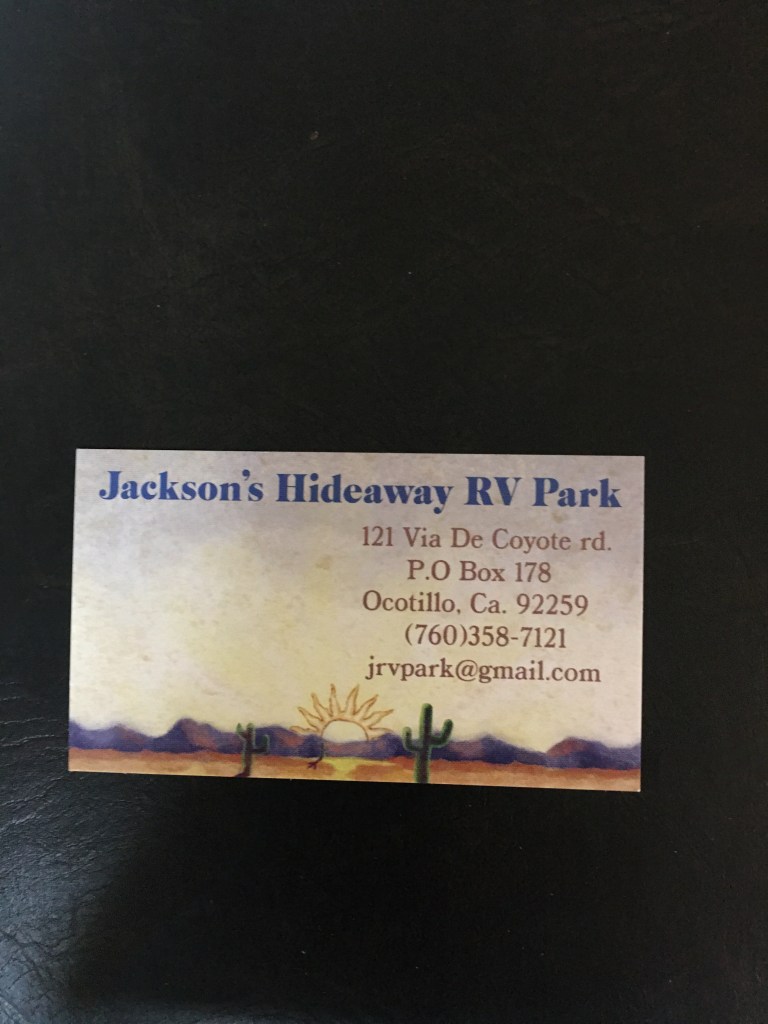 Jackson's Hideaway RV Park
121 Via De Coyote rd.
P.O Box 178
Ocotillo, Ca. 92259
(760)358-7121
jrvpark@gmail.com